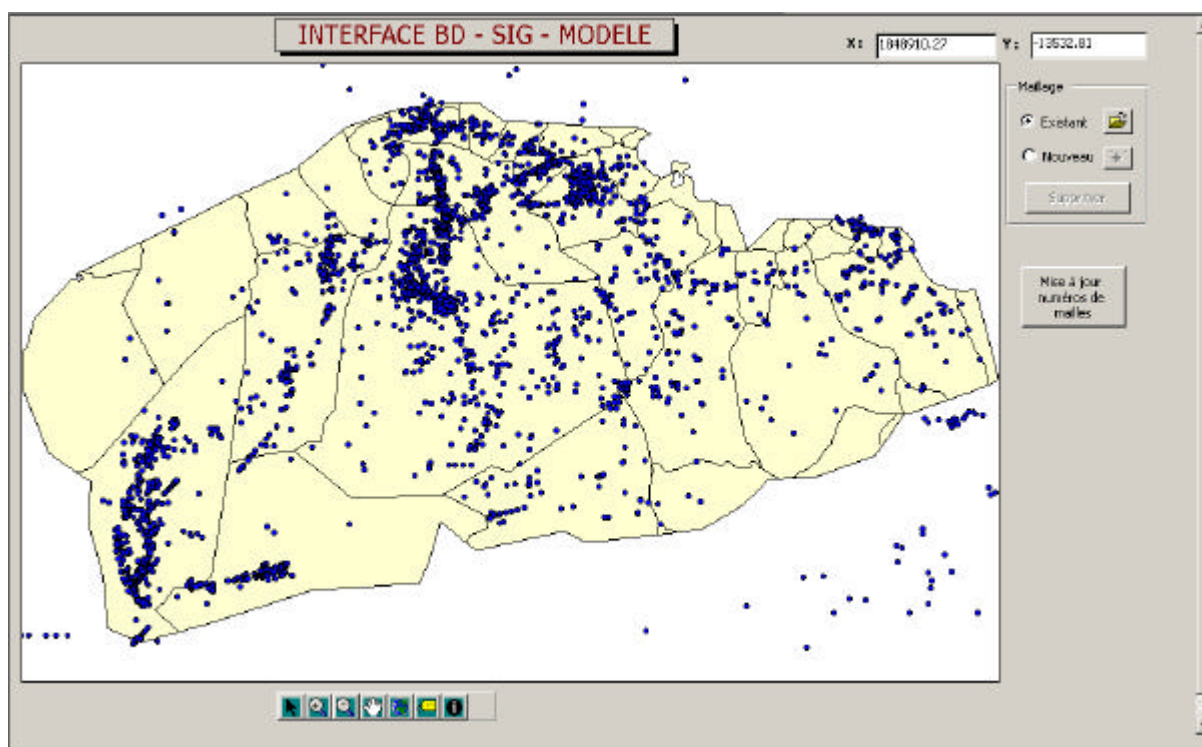 INTERFACE BD - SIG - MODELE
X: 1848910.27 Y: -13532.81
Maillage
Existant
Nouveau
Supprimer
Mise à jour
numéros de
mailles